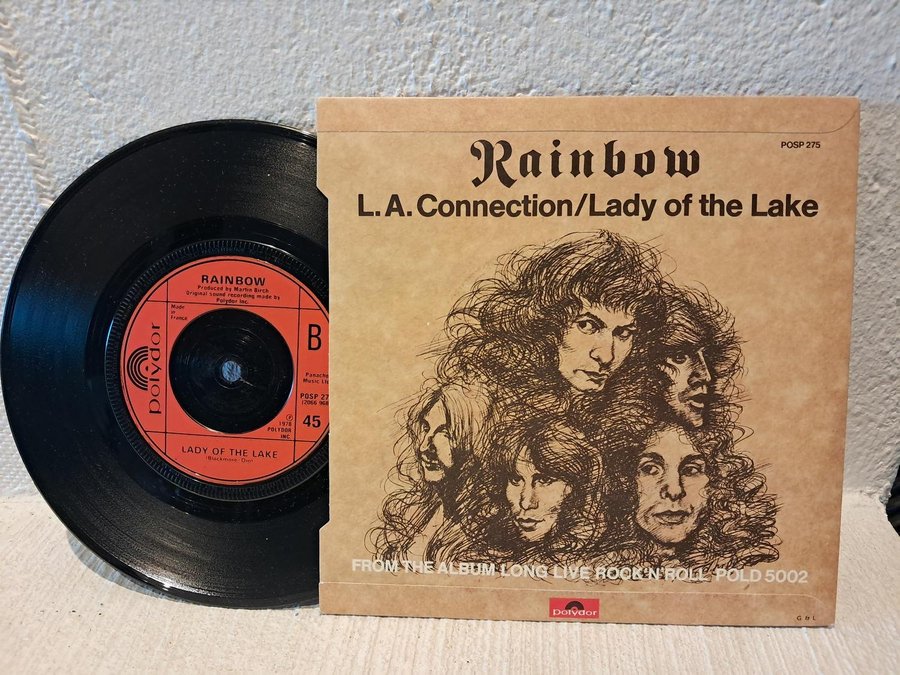 Rainbow
POSP 275
L.A. Connection/Lady of the Lake
FROM THE ALBUM LONG LIVE ROCK'N'ROLL POLD 5002
polydor
G & L
RAINBOW
Produced by Martin Birch
Original sound recording made by
Polydor Inc.
Made
in
France
polydor
B
Music
POSP 27
(2066 968
45
℗
1978
POLYDOR
INC.
LADY OF THE LAKE
(Blackmore-Dio)